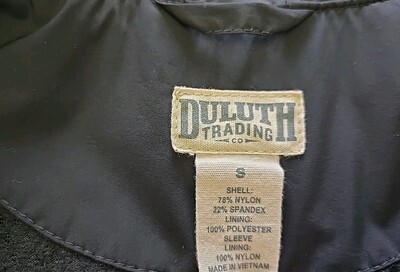 DULUTH
TRADING
CO
S
SHELL:
78% NYLON
22% SPANDEX
LINING:
100% POLYESTER
SLEEVE
LINING:
100% NYLON
MADE IN VIETNAM